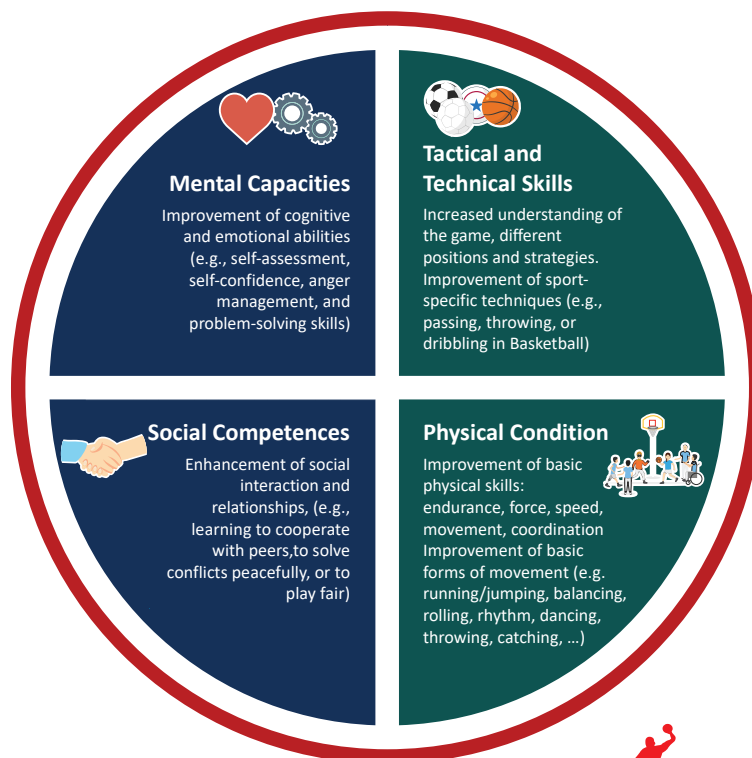 Mental Capacities
Improvement of cognitive
and emotional abilities
(e.g., self-assessment,
self-confidence, anger
management, and
problem-solving skills)
Tactical and
Technical Skills
Increased understanding of
the game, different
positions and strategies.
Improvement of sport-
specific techniques (e.g.,
passing, throwing, or
dribbling in Basketball)
Social Competences
Enhancement of social
interaction and
relationships, (e.g.,
learning to cooperate
with peers,to solve
conflicts peacefully, or to
play fair)
Physical Condition
Improvement of basic
physical skills:
endurance, force, speed,
movement, coordination
Improvement of basic
forms of movement (e.g.
running/jumping, balancing,
rolling, rhythm, dancing,
throwing, catching, ...)